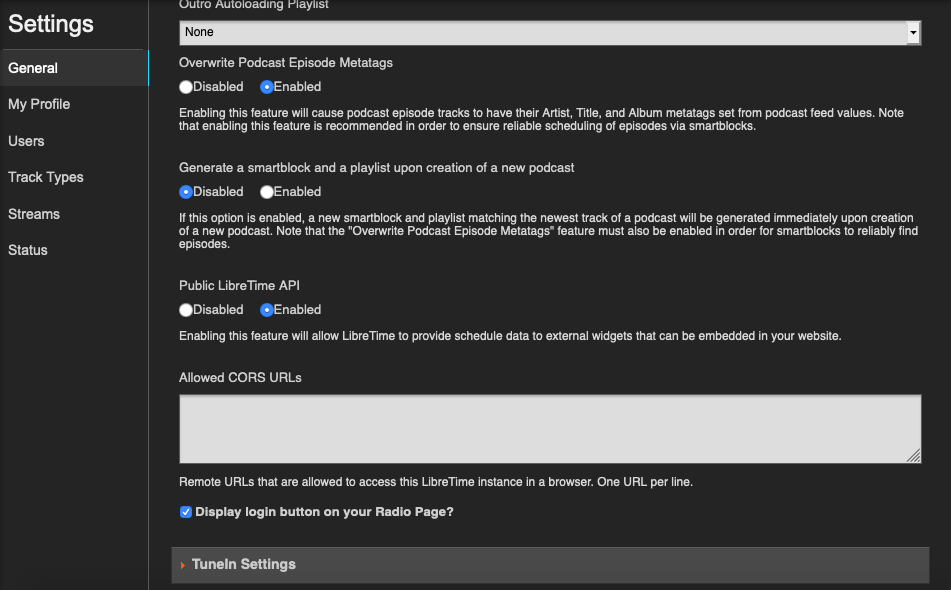 Settings
General
My Profile
Users
Track Types
Streams
Status
Outro Autoloading Playlist
None
Overwrite Podcast Episode Metatags
Disabled Enabled
Enabling this feature will cause podcast episode tracks to have their Artist, Title, and Album metatags set from podcast feed values. Note
that enabling this feature is recommended in order to ensure reliable scheduling of episodes via smartblocks.
Generate a smartblock and a playlist upon creation of a new podcast
Disabled Enabled
If this option is enabled, a new smartblock and playlist matching the newest track of a podcast will be generated immediately upon creation
of a new podcast. Note that the "Overwrite Podcast Episode Metatags" feature must also be enabled in order for smartblocks to reliably find
episodes.
Public LibreTime API
Disabled Enabled
Enabling this feature will allow LibreTime to provide schedule data to external widgets that can be embedded in your website.
Allowed CORS URLs
Remote URLs that are allowed to access this LibreTime instance in a browser. One URL per line.
Display login button on your Radio Page?
TuneIn Settings